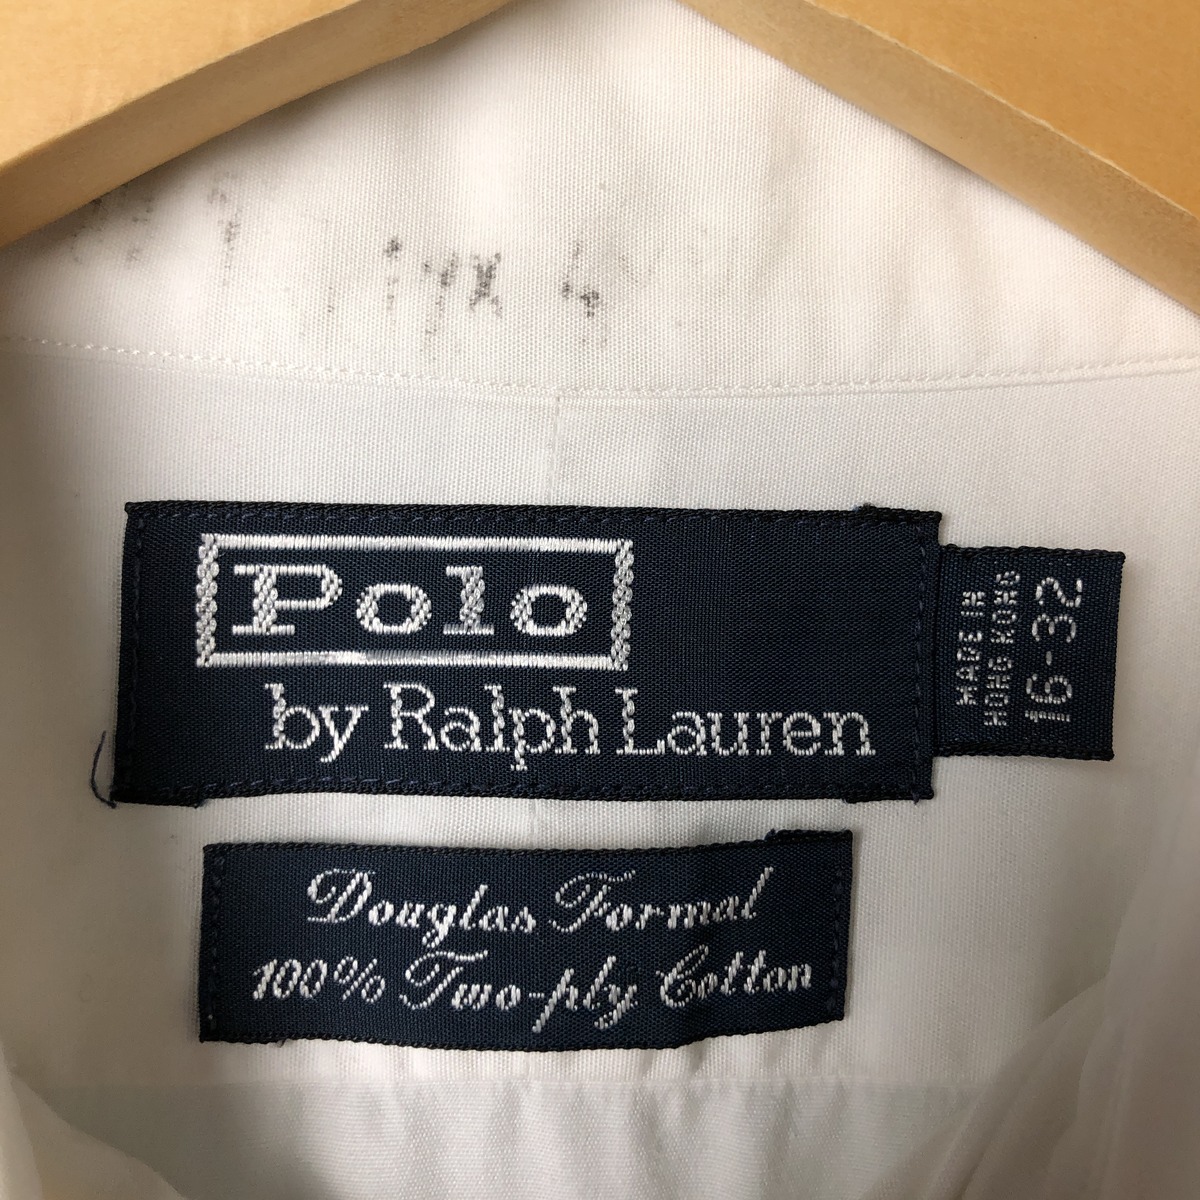 Polo
by Ralph Lauren
MADE IN
HONG KONG
16-32
Douglas Formal
100% Two-ply Cotton